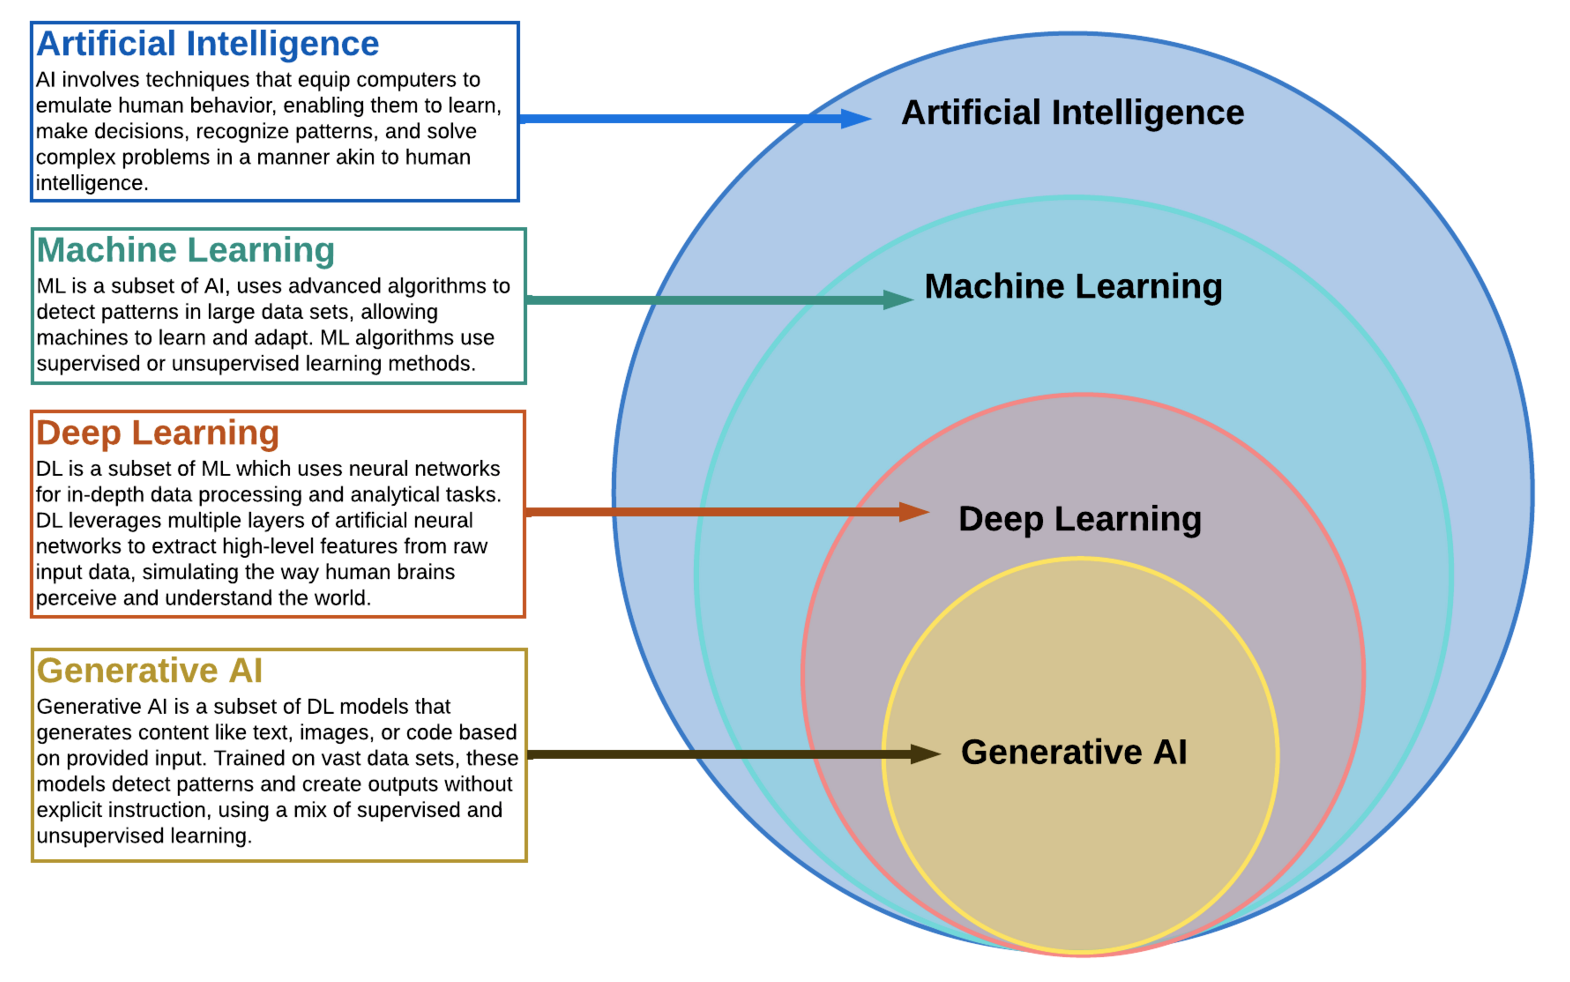 Artificial Intelligence
AI involves techniques that equip computers to
emulate human behavior, enabling them to learn,
make decisions, recognize patterns, and solve
complex problems in a manner akin to human
intelligence.
Machine Learning
ML is a subset of AI, uses advanced algorithms to
detect patterns in large data sets, allowing
machines to learn and adapt. ML algorithms use
supervised or unsupervised learning methods.
Deep Learning
DL is a subset of ML which uses neural networks
for in-depth data processing and analytical tasks.
DL leverages multiple layers of artificial neural
networks to extract high-level features from raw
input data, simulating the way human brains
perceive and understand the world.
Generative AI
Generative AI is a subset of DL models that
generates content like text, images, or code based
on provided input. Trained on vast data sets, these
models detect patterns and create outputs without
explicit instruction, using a mix of supervised and
unsupervised learning.
Artificial Intelligence
Machine Learning
Deep Learning
Generative AI